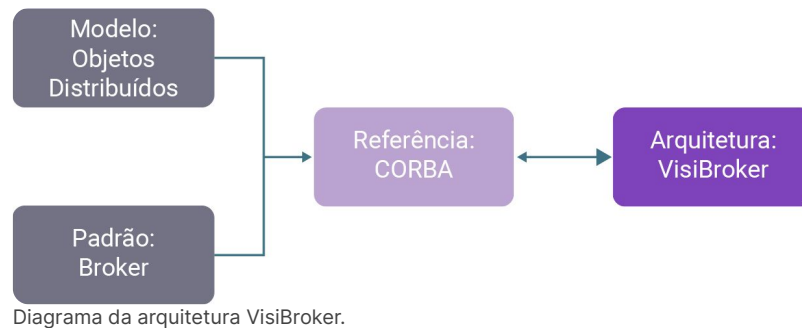 Modelo:
Objetos
Distribuídos
Referência:
CORBA
Arquitetura:
VisiBroker
Padrão:
Broker
Diagrama da arquitetura VisiBroker.